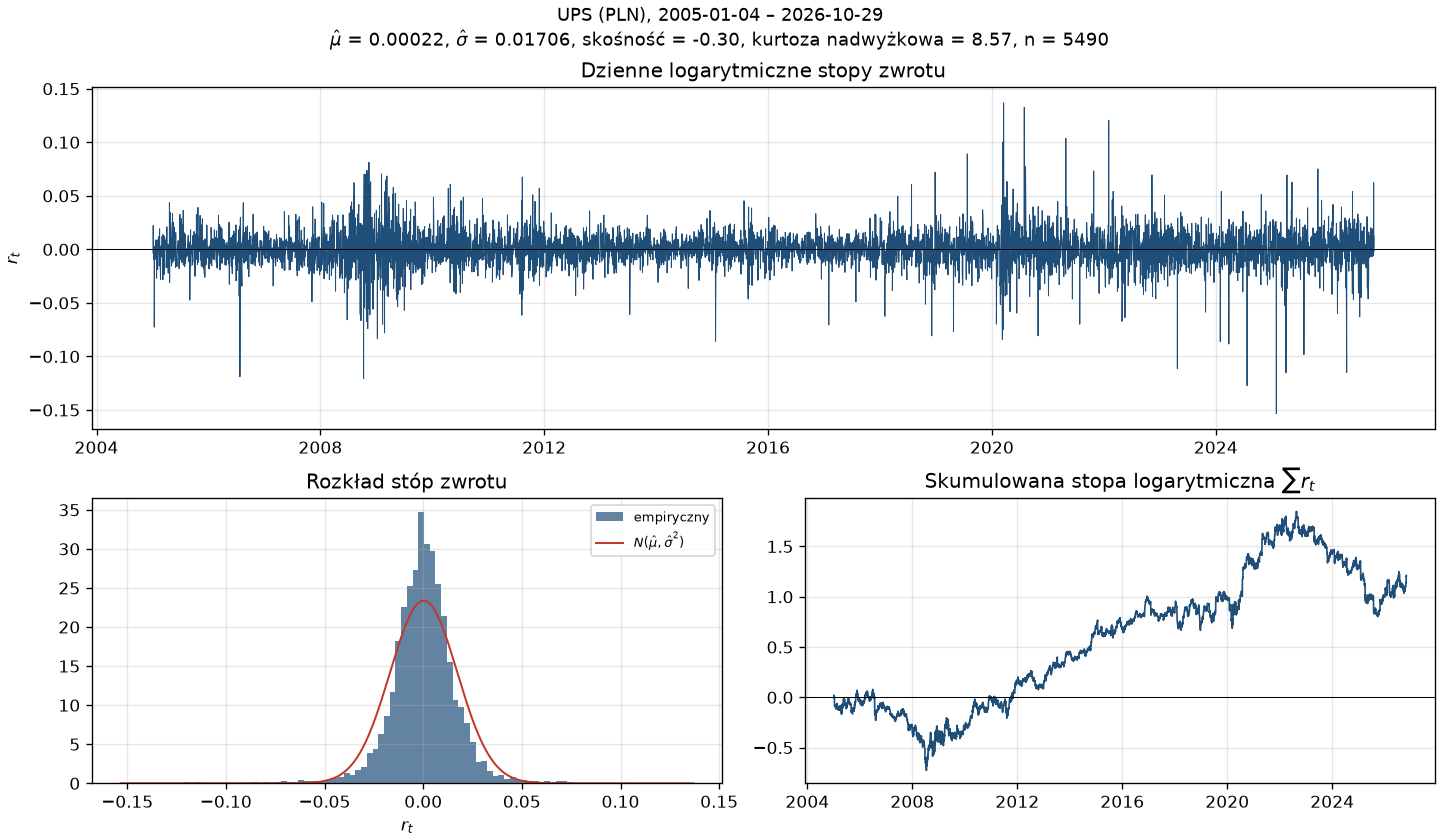 UPS (PLN), 2005-01-04 – 2026-10-29
μ̂ = 0.00022, σ̂ = 0.01706, skośność = -0.30, kurtoza nadwyżkowa = 8.57, n = 5490
Dzienne logarytmiczne stopy zwrotu
0.15
0.10
0.05
0.00
−0.05
−0.10
−0.15
r_t
2004 2008 2012 2016 2020 2024
Rozkład stóp zwrotu
35
30
25
20
15
10
5
0
empiryczny
N(μ̂, σ̂²)
−0.15 −0.10 −0.05 0.00 0.05 0.10 0.15
r_t
Skumulowana stopa logarytmiczna ∑r_t
1.5
1.0
0.5
0.0
−0.5
2004 2008 2012 2016 2020 2024